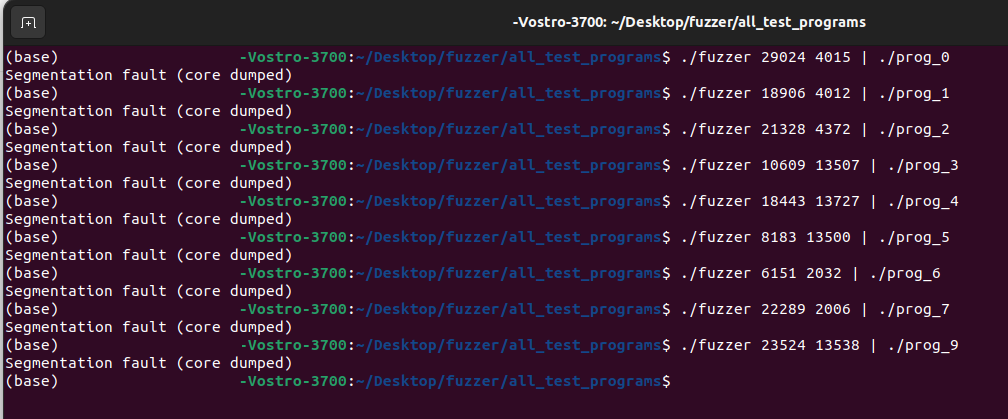 -Vostro-3700: ~/Desktop/fuzzer/all_test_programs
(base) -Vostro-3700:~/Desktop/fuzzer/all_test_programs$ ./fuzzer 29024 4015 | ./prog_0
Segmentation fault (core dumped)
(base) -Vostro-3700:~/Desktop/fuzzer/all_test_programs$ ./fuzzer 18906 4012 | ./prog_1
Segmentation fault (core dumped)
(base) -Vostro-3700:~/Desktop/fuzzer/all_test_programs$ ./fuzzer 21328 4372 | ./prog_2
Segmentation fault (core dumped)
(base) -Vostro-3700:~/Desktop/fuzzer/all_test_programs$ ./fuzzer 10609 13507 | ./prog_3
Segmentation fault (core dumped)
(base) -Vostro-3700:~/Desktop/fuzzer/all_test_programs$ ./fuzzer 18443 13727 | ./prog_4
Segmentation fault (core dumped)
(base) -Vostro-3700:~/Desktop/fuzzer/all_test_programs$ ./fuzzer 8183 13500 | ./prog_5
Segmentation fault (core dumped)
(base) -Vostro-3700:~/Desktop/fuzzer/all_test_programs$ ./fuzzer 6151 2032 | ./prog_6
Segmentation fault (core dumped)
(base) -Vostro-3700:~/Desktop/fuzzer/all_test_programs$ ./fuzzer 22289 2006 | ./prog_7
Segmentation fault (core dumped)
(base) -Vostro-3700:~/Desktop/fuzzer/all_test_programs$ ./fuzzer 23524 13538 | ./prog_9
Segmentation fault (core dumped)
(base) -Vostro-3700:~/Desktop/fuzzer/all_test_programs$